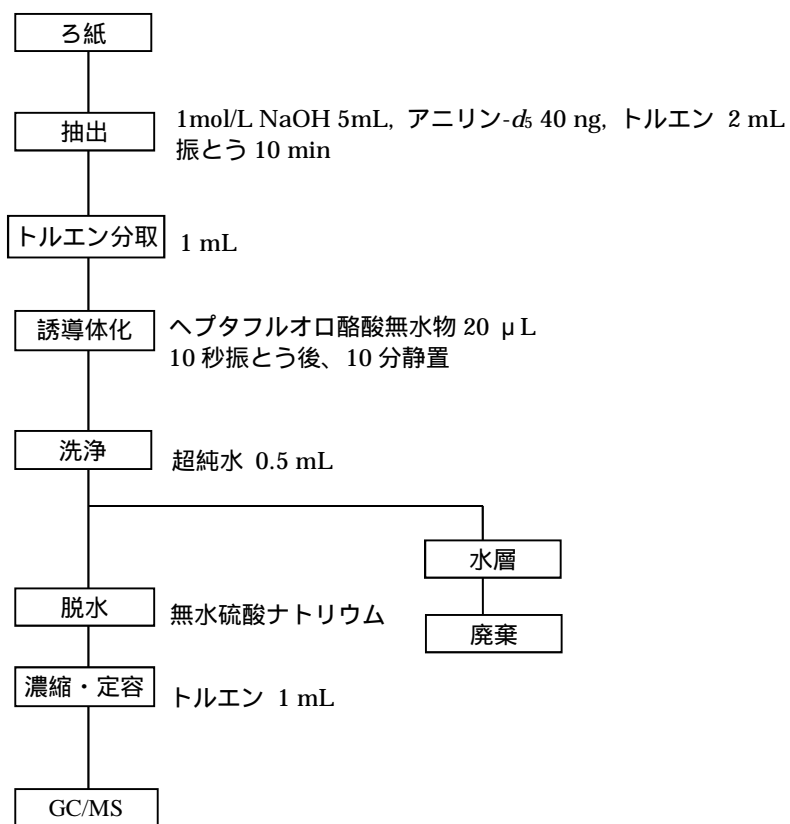 ろ紙
抽出
1mol/L NaOH 5mL, アニリン-d5 40 ng, トルエン 2 mL
振とう 10 min
トルエン分取
1 mL
誘導体化
ヘプタフルオロ酪酸無水物 20 μL
10 秒振とう後、10 分静置
洗浄
超純水 0.5 mL
水層
廃棄
脱水
無水硫酸ナトリウム
濃縮・定容
トルエン 1 mL
GC/MS